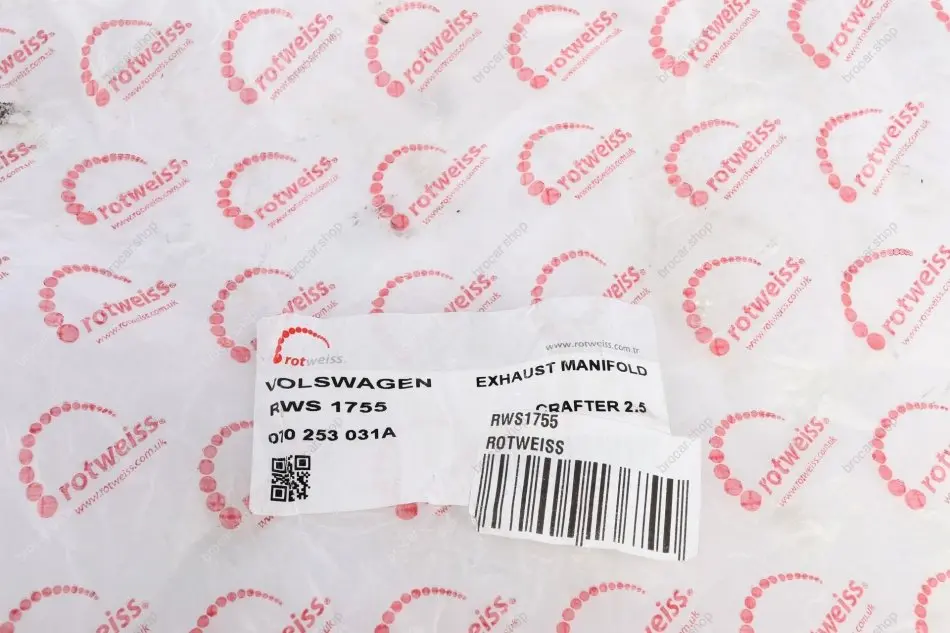 rotweiss.
www.rotweiss.com.tr
VOLSWAGEN
EXHAUST MANIFOLD
RWS 1755
CRAFTER 2.5
070 253 031A
RWS1755
ROTWEISS
rotweiss®
www.rotweiss.com.uk
brocar.shop